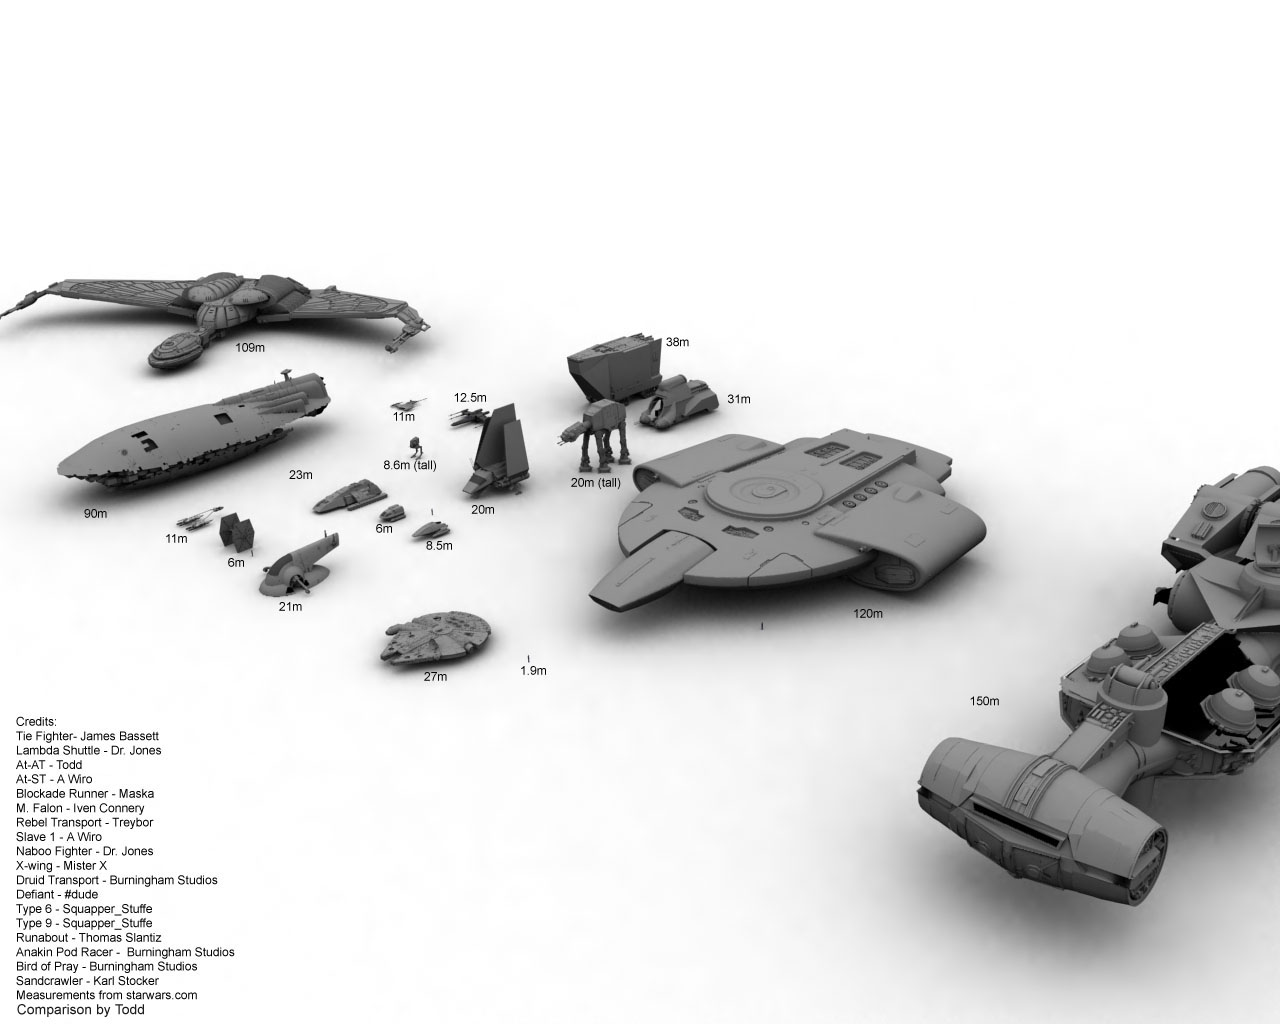 109m
38m
12.5m
31m
11m
8.6m (tall)
23m
20m (tall)
90m
20m
6m
11m
8.5m
6m
21m
120m
1.9m
27m
150m
Credits:
Tie Fighter- James Bassett
Lambda Shuttle - Dr. Jones
At-AT - Todd
At-ST - A Wiro
Blockade Runner - Maska
M. Falon - Iven Connery
Rebel Transport - Treybor
Slave 1 - A Wiro
Naboo Fighter - Dr. Jones
X-wing - Mister X
Druid Transport - Burningham Studios
Defiant - #dude
Type 6 - Squapper_Stuffe
Type 9 - Squapper_Stuffe
Runabout - Thomas Slantiz
Anakin Pod Racer -  Burningham Studios
Bird of Pray - Burningham Studios
Sandcrawler - Karl Stocker
Measurements from starwars.com
Comparison by Todd